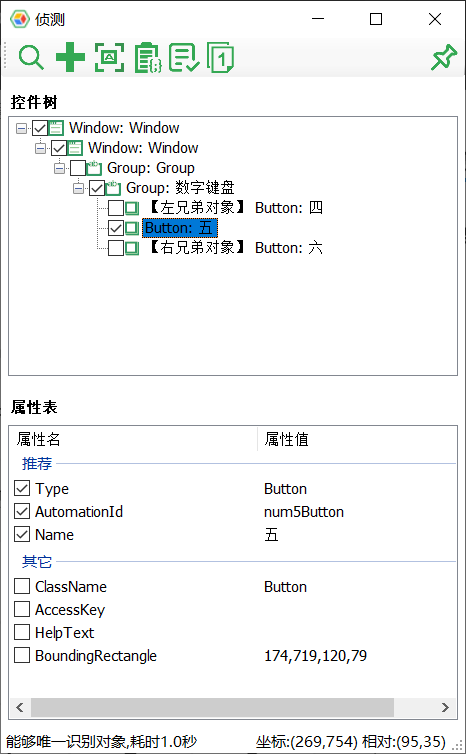 侦测
控件树
Window: Window
Window: Window
Group: Group
Group: 数字键盘
【左兄弟对象】 Button: 四
Button: 五
【右兄弟对象】 Button: 六
属性表
属性名 属性值
推荐
Type Button
AutomationId num5Button
Name 五
其它
ClassName Button
AccessKey
HelpText
BoundingRectangle 174,719,120,79
能够唯一识别对象,耗时1.0秒 坐标:(269,754) 相对:(95,35)